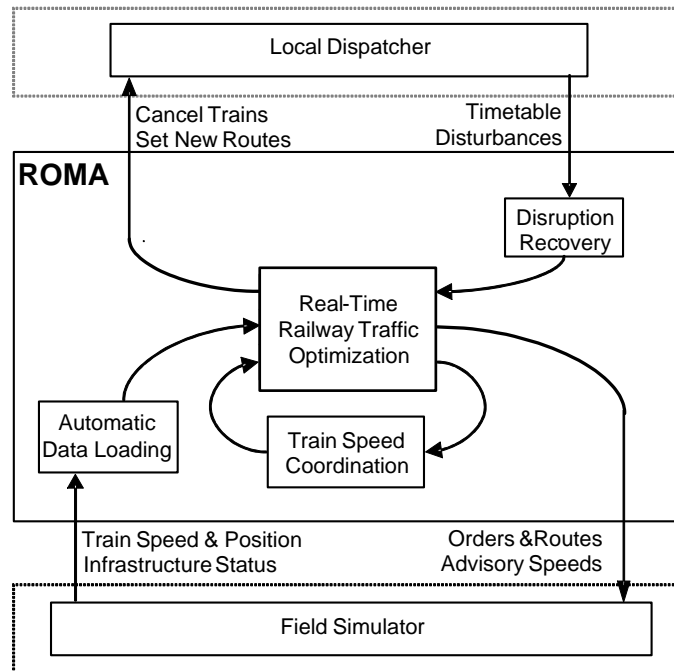 Local Dispatcher
Cancel Trains
Set New Routes
Timetable
Disturbances
ROMA
Disruption
Recovery
Real-Time
Railway Traffic
Optimization
Automatic
Data Loading
Train Speed
Coordination
Train Speed & Position
Infrastructure Status
Orders &Routes
Advisory Speeds
Field Simulator